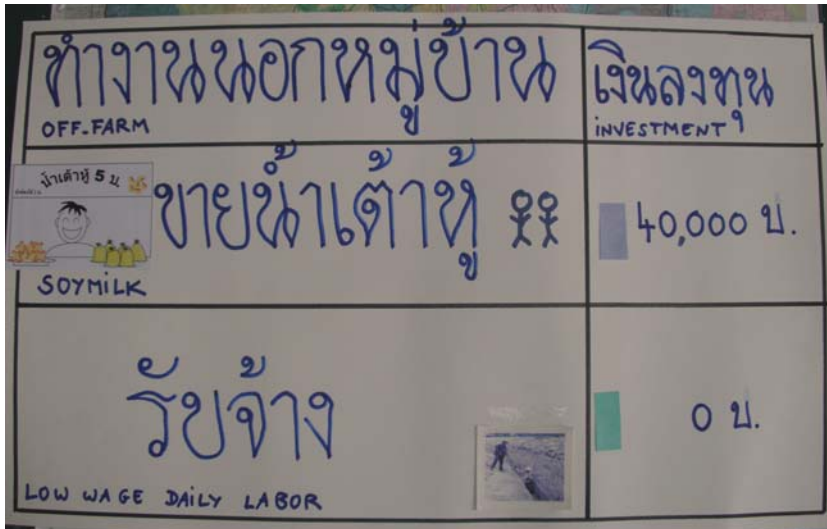 ทำงานนอกหมู่บ้าน
OFF-FARM
เงินลงทุน
INVESTMENT
น้ำเต้าหู้ 5 บ.
ขายน้ำเต้าหู้
SOYMILK
40,000 บ.
รับจ้าง
LOW WAGE DAILY LABOR
0 บ.